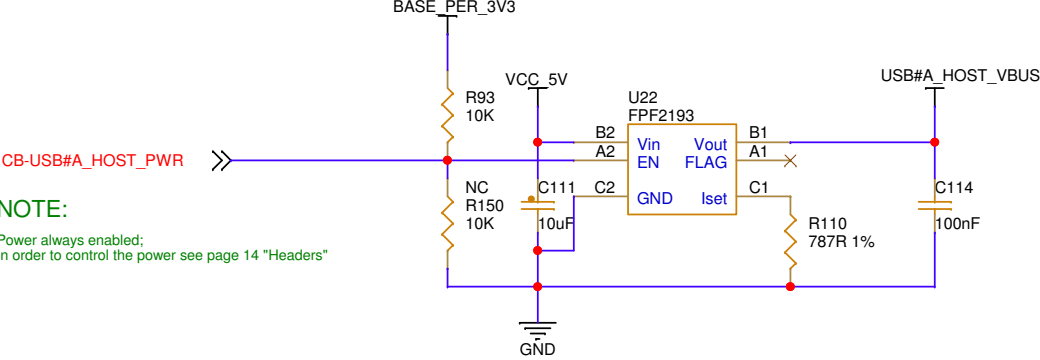 BASE_PER_3V3
VCC_5V
USB#A_HOST_VBUS
R93
10K
U22
FPF2193
CB-USB#A_HOST_PWR
B2
Vin
Vout
B1
A2
EN
FLAG
A1
NC
R150
10K
C111
10uF
C2
GND
Iset
C1
C114
100nF
R110
787R 1%
NOTE:
Power always enabled;
n order to control the power see page 14 "Headers"
GND